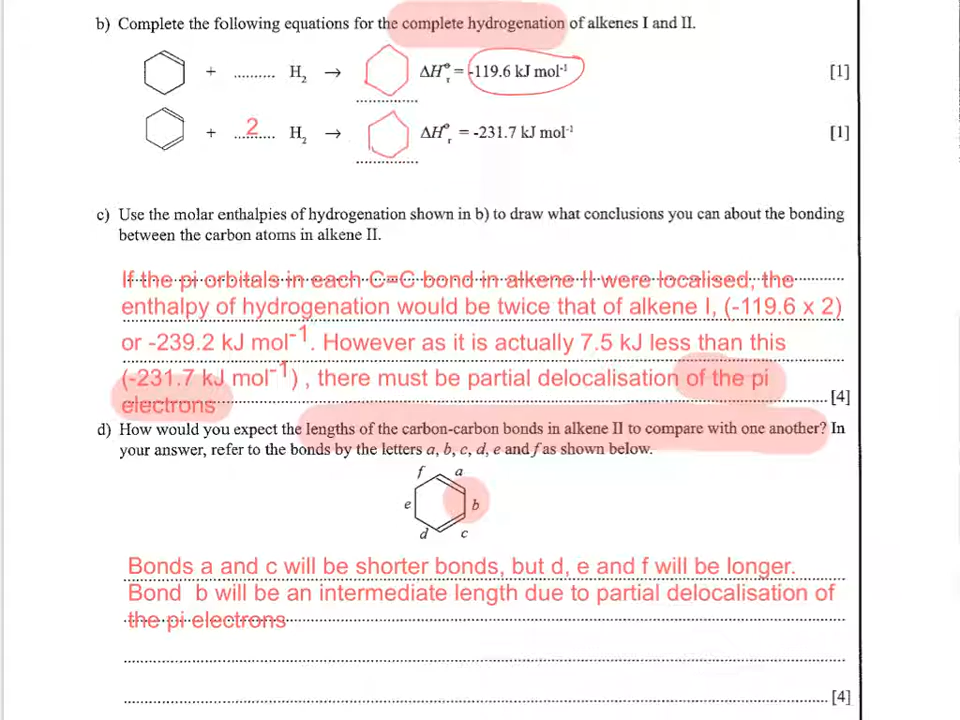 b) Complete the following equations for the complete hydrogenation of alkenes I and II.
+ .......... H₂ → ΔH°ᵣ = -119.6 kJ mol⁻¹ [1]
+ ...2..... H₂ → ΔH°ᵣ = -231.7 kJ mol⁻¹ [1]
c) Use the molar enthalpies of hydrogenation shown in b) to draw what conclusions you can about the bonding
between the carbon atoms in alkene II.
If the pi orbitals in each C=C bond in alkene II were localised, the
enthalpy of hydrogenation would be twice that of alkene I, (-119.6 x 2)
or -239.2 kJ mol⁻¹. However as it is actually 7.5 kJ less than this
(-231.7 kJ mol⁻¹) , there must be partial delocalisation of the pi
electrons [4]
d) How would you expect the lengths of the carbon-carbon bonds in alkene II to compare with one another? In
your answer, refer to the bonds by the letters a, b, c, d, e and f as shown below.
f a
e b
d c
Bonds a and c will be shorter bonds, but d, e and f will be longer.
Bond b will be an intermediate length due to partial delocalisation of
the pi electrons
[4]